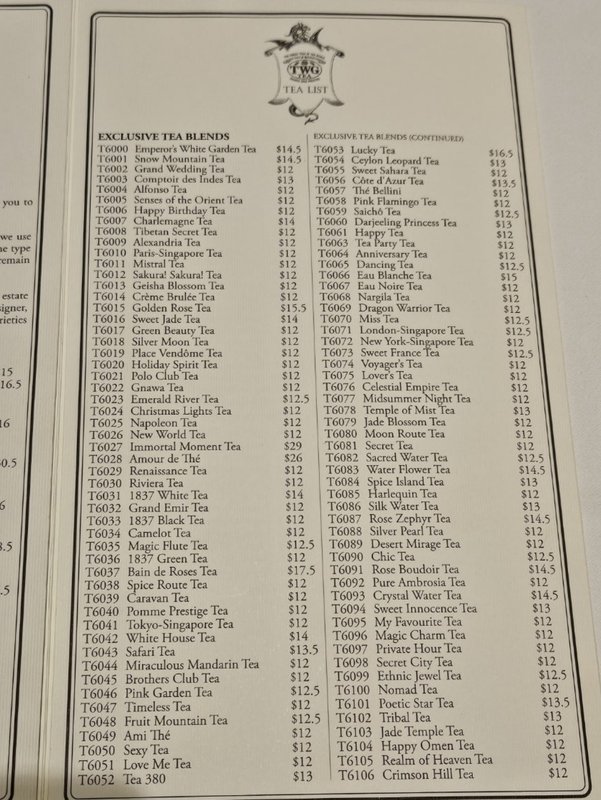 you to
we use
type
remain
estate
15
16.5
16
TWG
TEA LIST
EXCLUSIVE TEA BLENDS
T6000 Emperor's White Garden Tea $14.5
T6001 Snow Mountain Tea $14.5
T6002 Grand Wedding Tea $12
T6003 Comptoir des Indes Tea $13
T6004 Alfonso Tea $12
T6005 Senses of the Orient Tea $12
T6006 Happy Birthday Tea $12
T6007 Charlemagne Tea $14
T6008 Tibetan Secret Tea $12
T6009 Alexandria Tea $12
T6010 Paris-Singapore Tea $12
T6011 Mistral Tea $12
T6012 Sakura! Sakura! Tea $12
T6013 Geisha Blossom Tea $12
T6014 Crème Brulée Tea $12
T6015 Golden Rose Tea $15.5
T6016 Sweet Jade Tea $14
T6017 Green Beauty Tea $12
T6018 Silver Moon Tea $12
T6019 Place Vendôme Tea $12
T6020 Holiday Spirit Tea $12
T6021 Polo Club Tea $12
T6022 Gnawa Tea $12
T6023 Emerald River Tea $12.5
T6024 Christmas Lights Tea $12
T6025 Napoleon Tea $12
T6026 New World Tea $12
T6027 Immortal Moment Tea $29
T6028 Amour de Thé $26
T6029 Renaissance Tea $12
T6030 Riviera Tea $12
T6031 1837 White Tea $14
T6032 Grand Emir Tea $12
T6033 1837 Black Tea $12
T6034 Camelot Tea $12
T6035 Magic Flute Tea $12.5
T6036 1837 Green Tea $12
T6037 Bain de Roses Tea $17.5
T6038 Spice Route Tea $12
T6039 Caravan Tea $12
T6040 Pomme Prestige Tea $12
T6041 Tokyo-Singapore Tea $12
T6042 White House Tea $14
T6043 Safari Tea $13.5
T6044 Miraculous Mandarin Tea $12
T6045 Brothers Club Tea $12
T6046 Pink Garden Tea $12.5
T6047 Timeless Tea $12
T6048 Fruit Mountain Tea $12.5
T6049 Ami Thé $12
T6050 Sexy Tea $12
T6051 Love Me Tea $12
T6052 Tea 380 $13
EXCLUSIVE TEA BLENDS (CONTINUED)
T6053 Lucky Tea $16.5
T6054 Ceylon Leopard Tea $13
T6055 Sweet Sahara Tea $12
T6056 Côte d'Azur Tea $13.5
T6057 Thé Bellini $12
T6058 Pink Flamingo Tea $12
T6059 Saichō Tea $12.5
T6060 Darjeeling Princess Tea $13
T6061 Happy Tea $12
T6063 Tea Party Tea $12
T6064 Anniversary Tea $12
T6065 Dancing Tea $12.5
T6066 Eau Blanche Tea $15
T6067 Eau Noire Tea $12
T6068 Nargila Tea $12
T6069 Dragon Warrior Tea $12
T6070 Miss Tea $12.5
T6071 London-Singapore Tea $12.5
T6072 New York-Singapore Tea $12
T6073 Sweet France Tea $12.5
T6074 Voyager's Tea $12
T6075 Lover's Tea $12
T6076 Celestial Empire Tea $12
T6077 Midsummer Night Tea $12
T6078 Temple of Mist Tea $13
T6079 Jade Blossom Tea $12
T6080 Moon Route Tea $12
T6081 Secret Tea $12
T6082 Sacred Water Tea $12.5
T6083 Water Flower Tea $14.5
T6084 Spice Island Tea $13
T6085 Harlequin Tea $12
T6086 Silk Water Tea $13
T6087 Rose Zephyr Tea $14.5
T6088 Silver Pearl Tea $12
T6089 Desert Mirage Tea $12
T6090 Chic Tea $12.5
T6091 Rose Boudoir Tea $14.5
T6092 Pure Ambrosia Tea $12
T6093 Crystal Water Tea $14.5
T6094 Sweet Innocence Tea $13
T6095 My Favourite Tea $12
T6096 Magic Charm Tea $12
T6097 Private Hour Tea $12
T6098 Secret City Tea $12
T6099 Ethnic Jewel Tea $12.5
T6100 Nomad Tea $12
T6101 Poetic Star Tea $13.5
T6102 Tribal Tea $13
T6103 Jade Temple Tea $12
T6104 Happy Omen Tea $12
T6105 Realm of Heaven Tea $12
T6106 Crimson Hill Tea $12